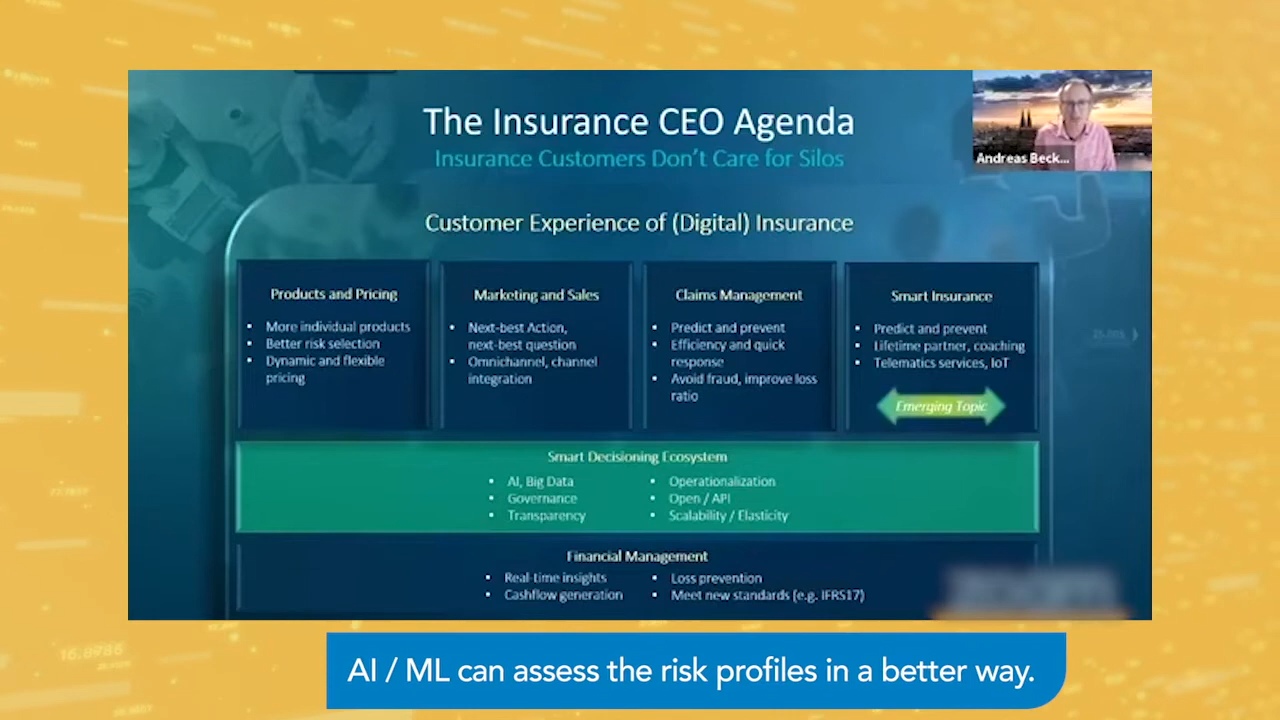 The Insurance CEO Agenda
Insurance Customers Don't Care for Silos
Andreas Beck...
Customer Experience of (Digital) Insurance
Products and Pricing
• More individual products
• Better risk selection
• Dynamic and flexible
pricing
Marketing and Sales
• Next-best Action,
next-best question
• Omnichannel, channel
integration
Claims Management
• Predict and prevent
• Efficiency and quick
response
• Avoid fraud, improve loss
ratio
Smart Insurance
• Predict and prevent
• Lifetime partner, coaching
• Telematics services, IoT
Emerging Topic
Smart Decisioning Ecosystem
• AI, Big Data
• Governance
• Transparency
• Operationalization
• Open / API
• Scalability / Elasticity
Financial Management
• Real-time insights
• Cashflow generation
• Loss prevention
• Meet new standards (e.g. IFRS17)
AI / ML can assess the risk profiles in a better way.